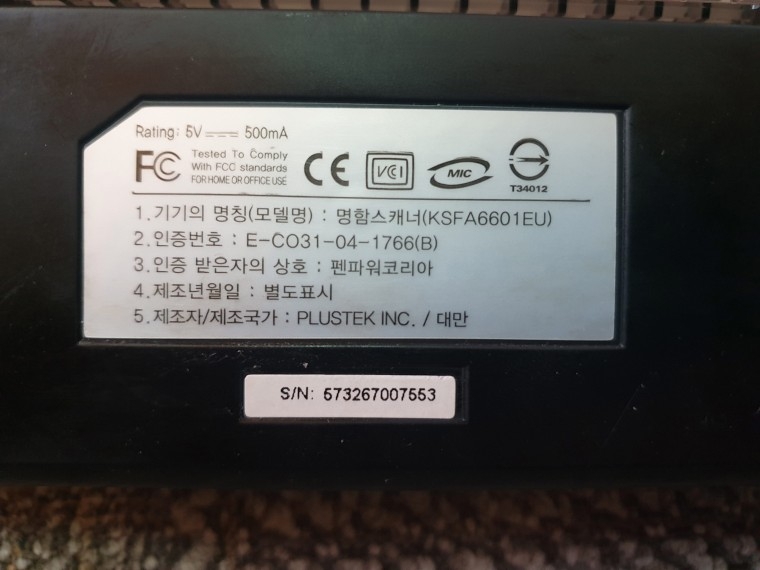 Rating: 5V 500mA
FC Tested To Comply
With FCC standards
FOR HOME OR OFFICE USE
CE
VCI
MIC
T34012
1.기기의 명칭(모델명) : 명함스캐너(KSFA6601EU)
2.인증번호 : E-CO31-04-1766(B)
3.인증 받은자의 상호 : 펜파워코리아
4.제조년월일 : 별도표시
5.제조자/제조국가 : PLUSTEK INC. / 대만
S/N: 573267007553